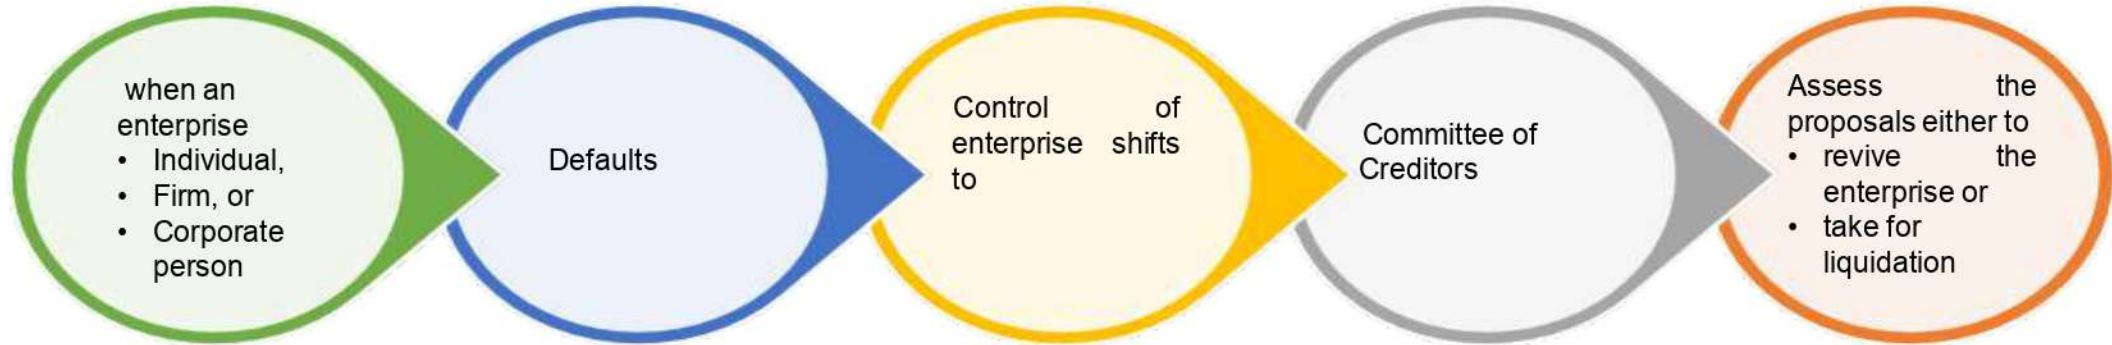 when an
enterprise
• Individual,
• Firm, or
• Corporate
person
Defaults
Control of
enterprise shifts
to
Committee of
Creditors
Assess the
proposals either to
• revive the
enterprise or
• take for
liquidation